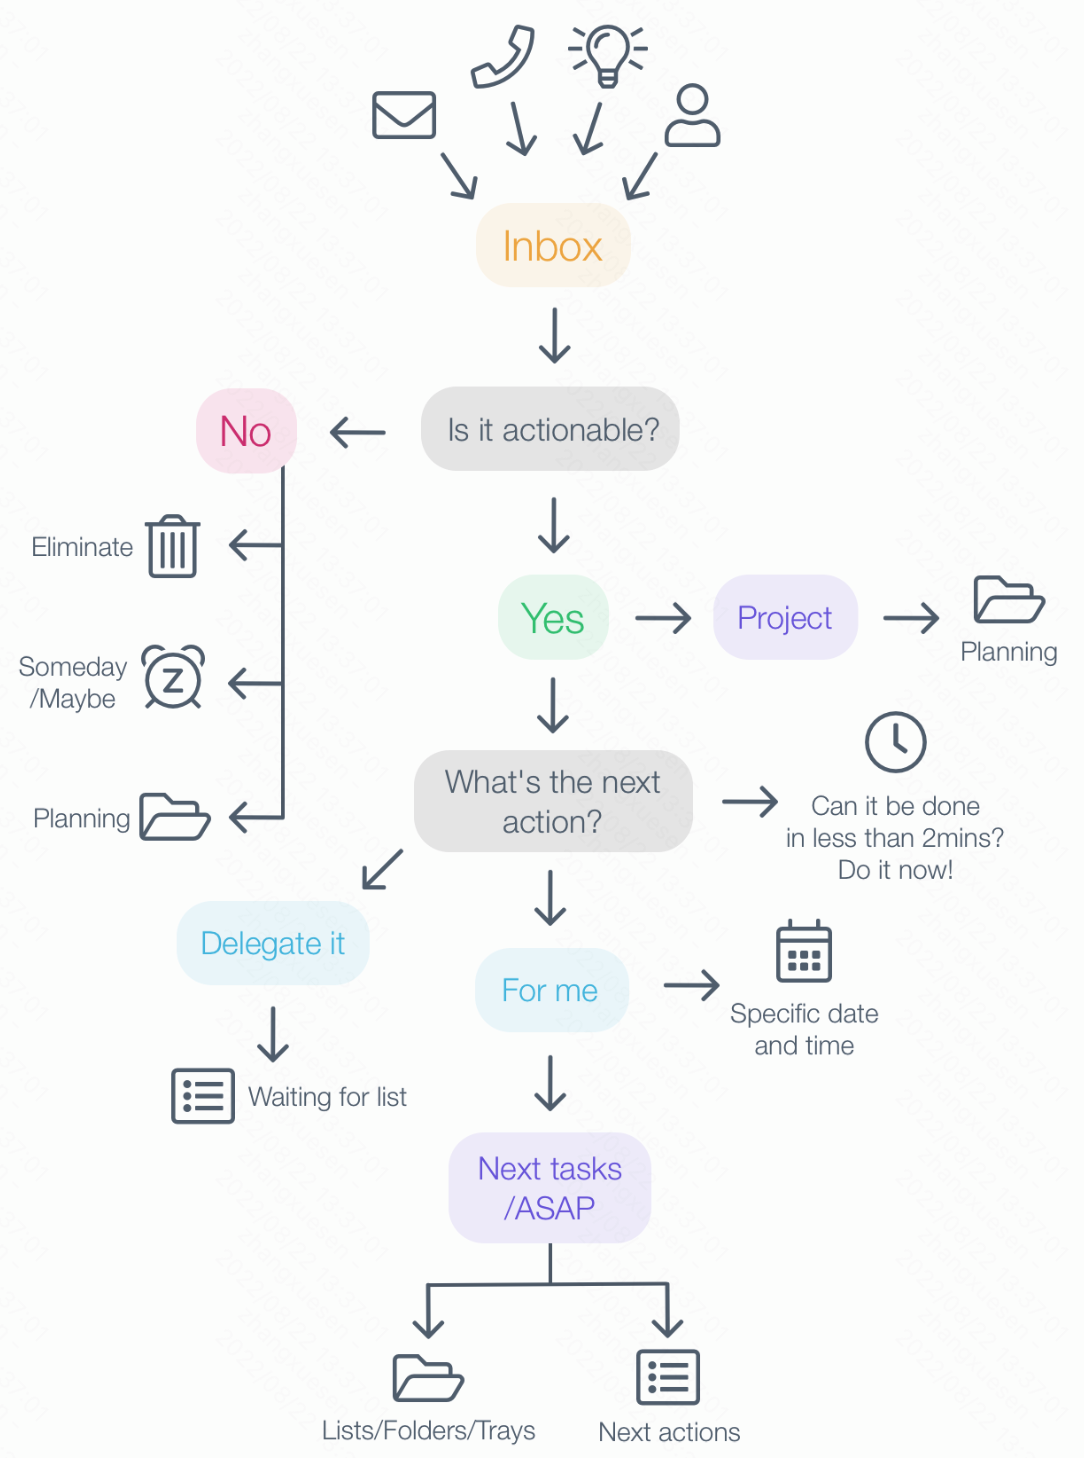 Inbox
Is it actionable?
No
Eliminate
Someday
/Maybe
Planning
Yes
Project
Planning
What's the next
action?
Can it be done
in less than 2mins?
Do it now!
Delegate it
Waiting for list
For me
Specific date
and time
Next tasks
/ASAP
Lists/Folders/Trays
Next actions